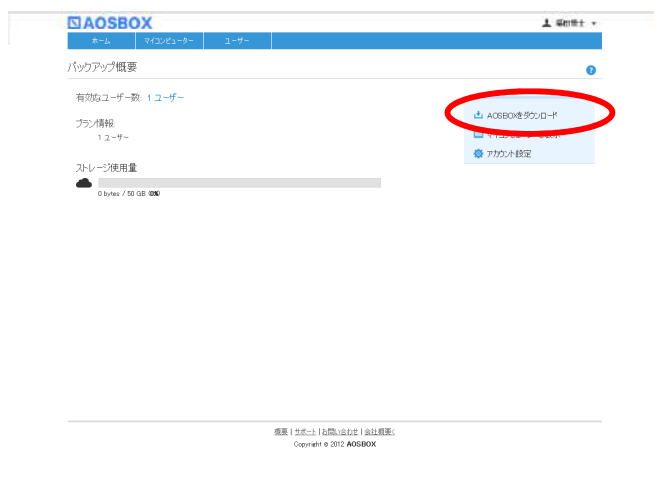 AOSBOX
ホーム マイコンピューター ユーザー
バックアップ概要
?
有効なユーザー数: 1 ユーザー
AOSBOXをダウンロード
プラン情報:
1 ユーザー
アカウント設定
ストレージ使用量
0 bytes / 50 GB (0%)
概要 | サポート | お問い合わせ | 会社概要
Copyright © 2012 AOSBOX